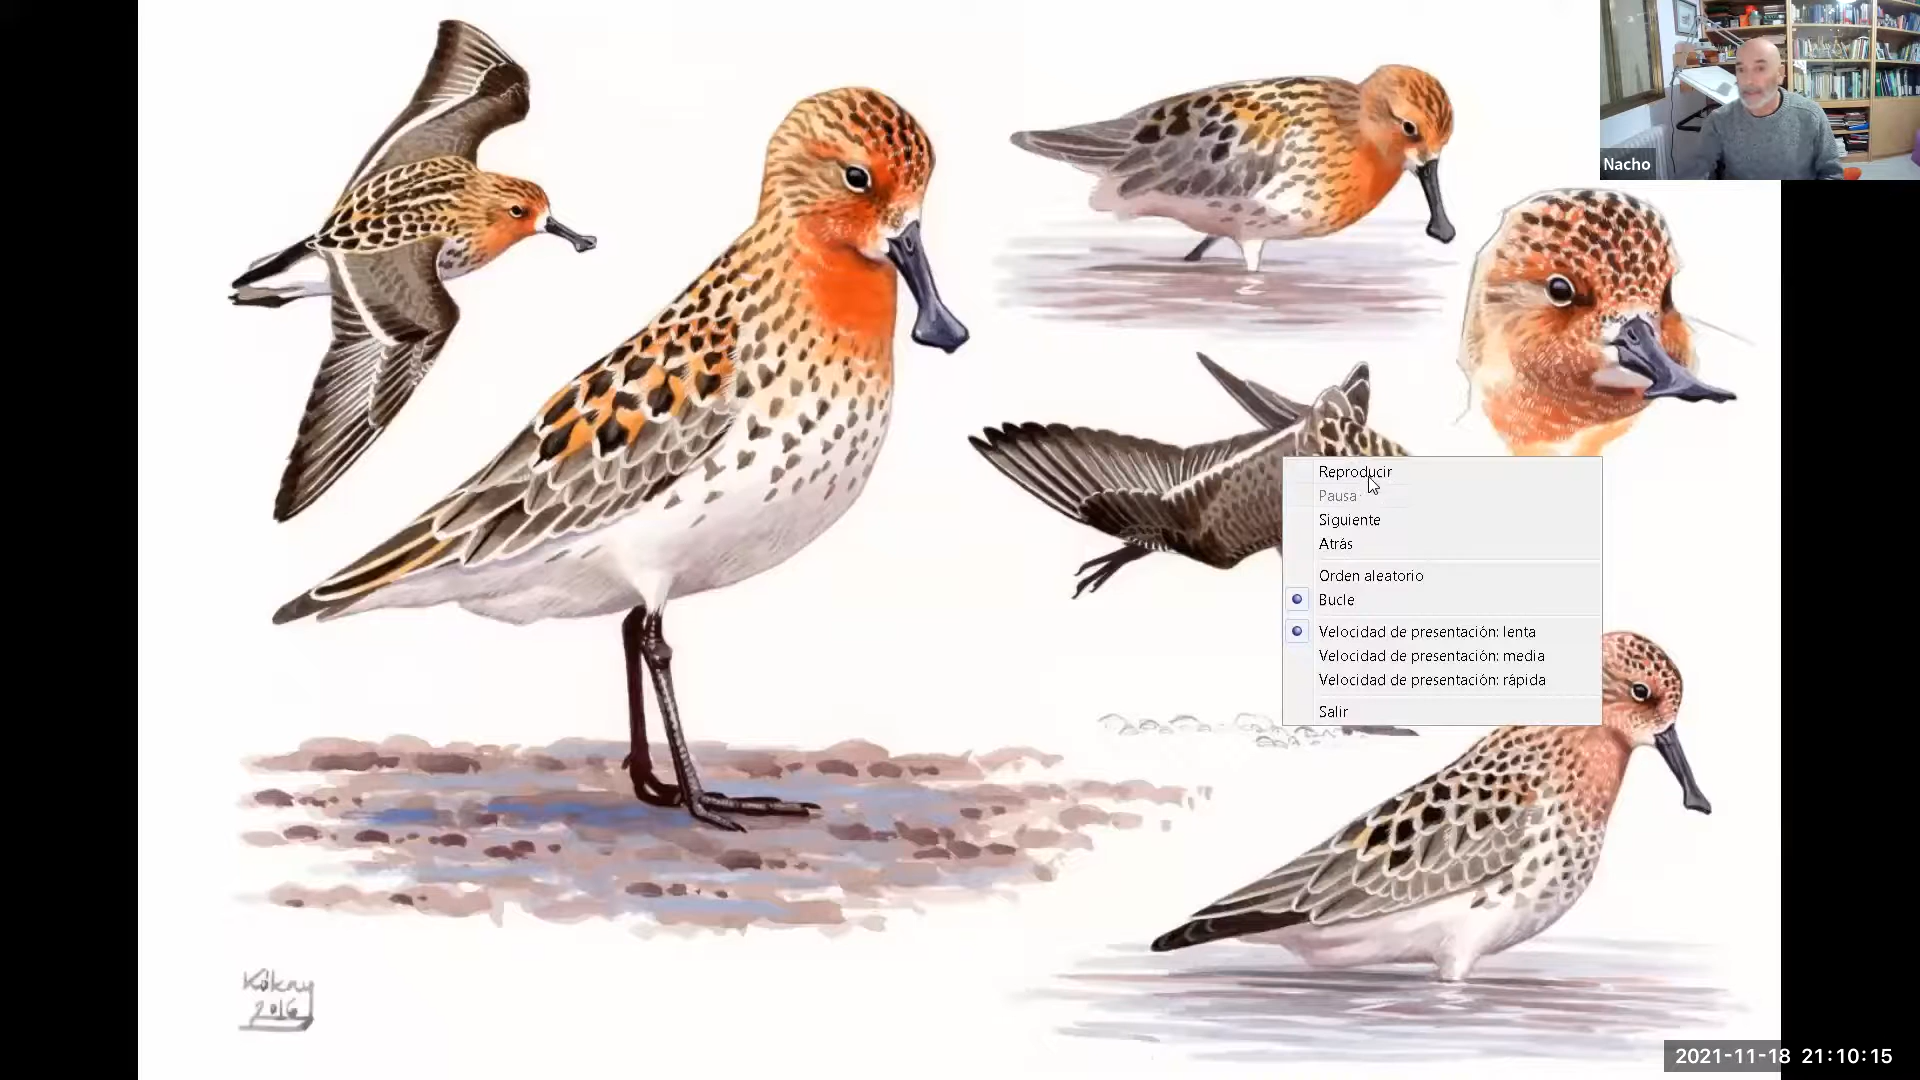 Nacho
Reproducir
Pausa
Siguiente
Atrás
Orden aleatorio
Bucle
Velocidad de presentación: lenta
Velocidad de presentación: media
Velocidad de presentación: rápida
Salir
Kókay
2016
2021-11-18 21:10:15